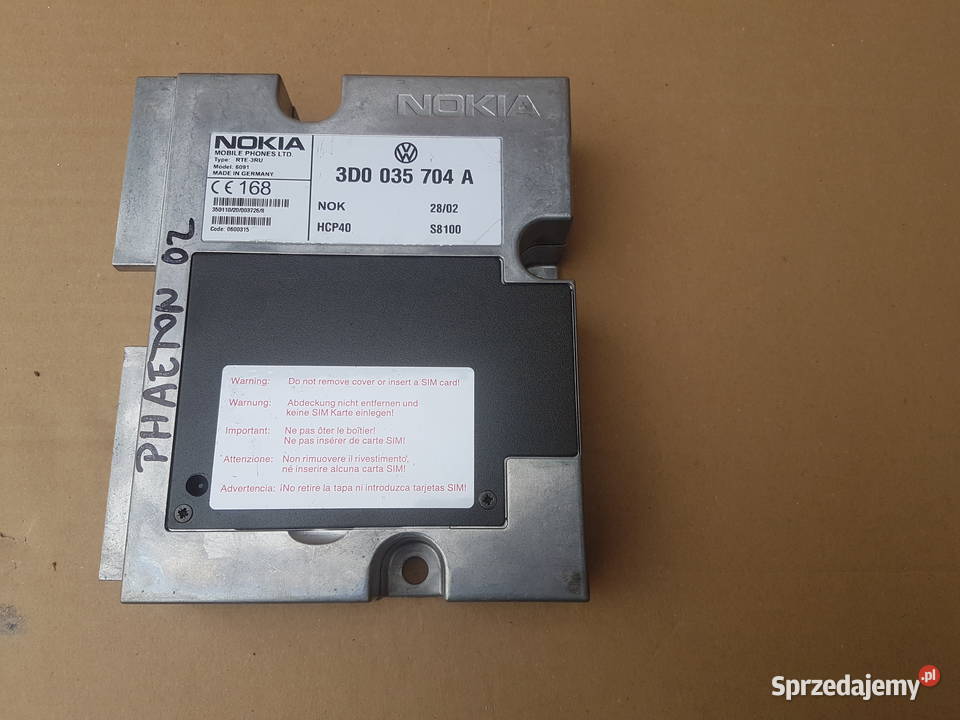 NOKIA
NOKIA
MOBILE PHONES LTD.
Type: RTE-3RU
Model: 6091
MADE IN GERMANY
CE 168
350110/20/003726/8
Code: 0600315
3D0 035 704 A
NOK 28/02
HCP40 S8100
PHAETON 02
Warning: Do not remove cover or insert a SIM card!
Warnung: Abdeckung nicht entfernen und
keine SIM Karte einlegen!
Important: Ne pas ôter le boîtier!
Ne pas insérer de carte SIM!
Attenzione: Non rimuovere il rivestimento,
né inserire alcuna carta SIM!
Advertencia: ¡No retire la tapa ni introduzca tarjetas SIM!
Sprzedajemy.pl